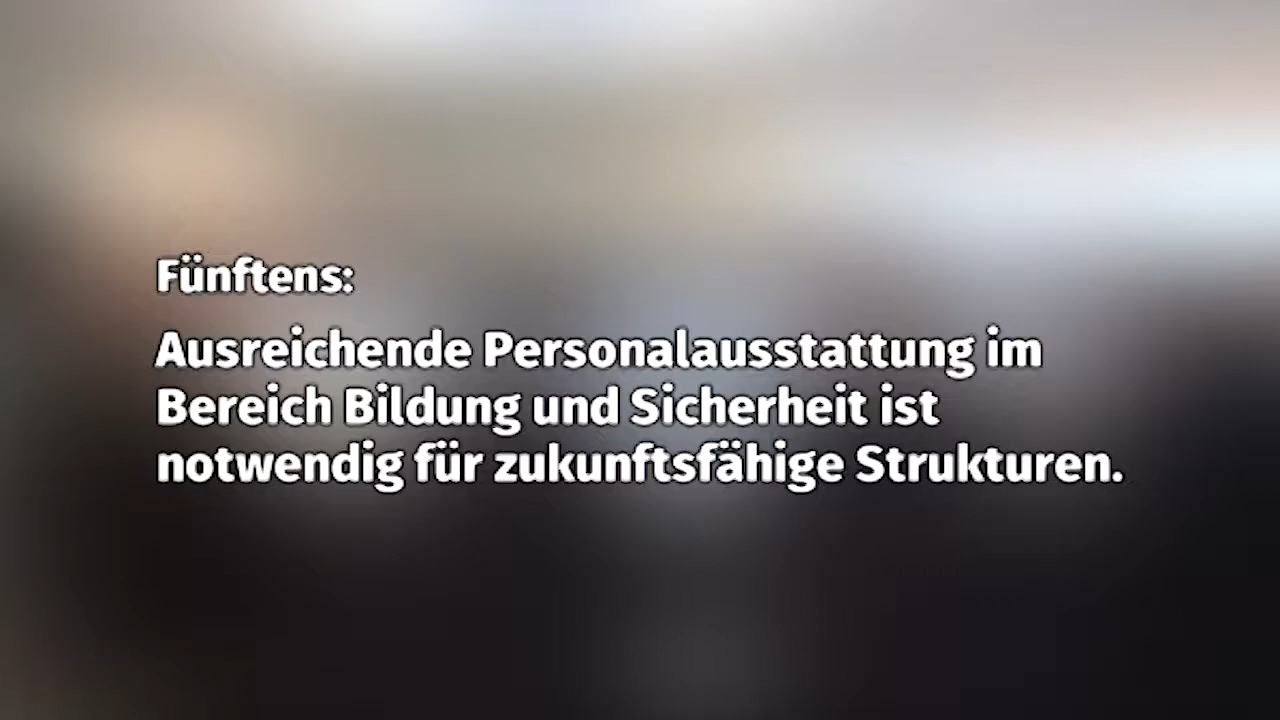 Fünftens:
Ausreichende Personalausstattung im
Bereich Bildung und Sicherheit ist
notwendig für zukunftsfähige Strukturen.